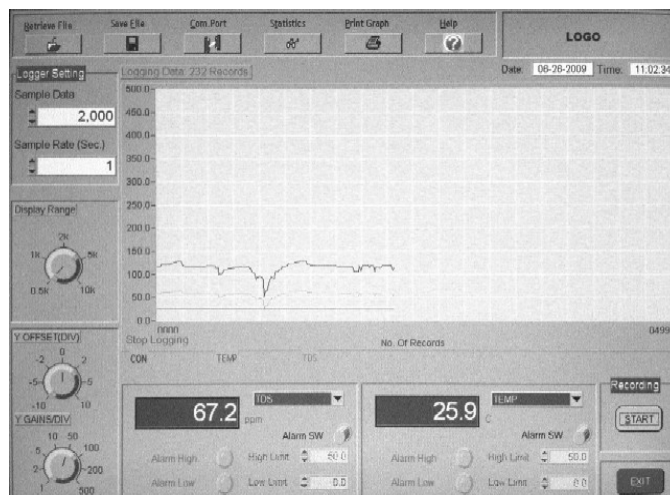 Retrieve File Save File Com.Port Statistics Print Graph Help
LOGO
Date: 06-26-2009 Time: 11.02.34
Logger Setting
Sample Data
2,000
Sample Rate (Sec.)
1
Logging Data: 232 Records
500.0
450.0
400.0
350.0
300.0
250.0
200.0
150.0
100.0
50.0
0.0
nnnn 0499
Stop Logging No. Of Records
CON TEMP TDS
Display Range
2k
1k 5k
0.5k 10k
Y OFFSET(DIV)
0
-2 2
-5 5
-10 10
Y GAINS/DIV
10 50
5 100
2 200
1 500
TDS
67.2 ppm
Alarm SW
Alarm High High Limit 50.0
Alarm Low Low Limit 0.0
TEMP
25.9 C
Alarm SW
Alarm High High Limit 50.0
Alarm Low Low Limit 0.0
Recording
START
EXIT